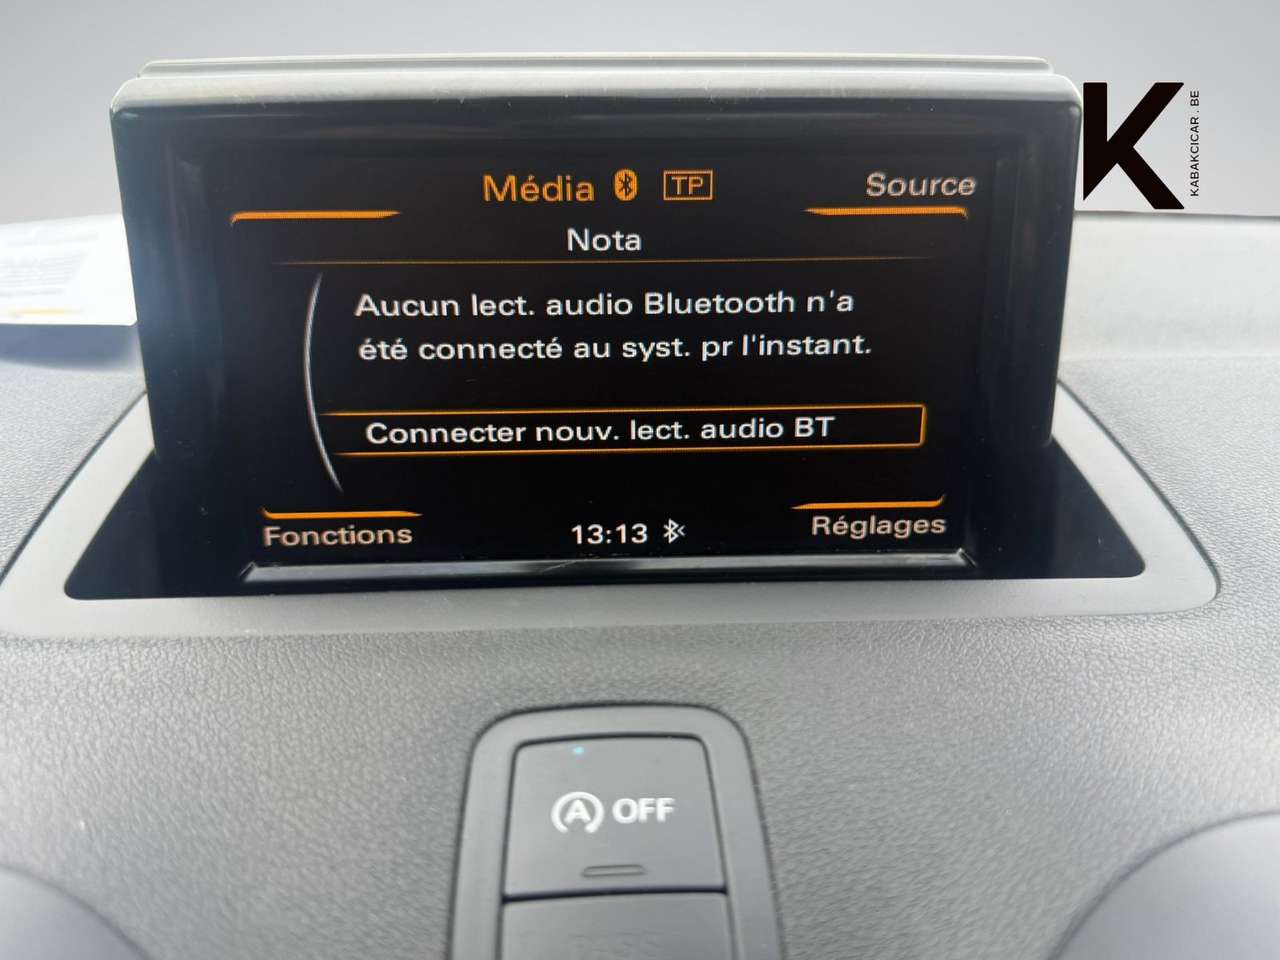 Média TP
Source
Nota
Aucun lect. audio Bluetooth n'a
été connecté au syst. pr l'instant.
Connecter nouv. lect. audio BT
Fonctions
13:13
Réglages
K
KABAKCICAR . BE
A OFF